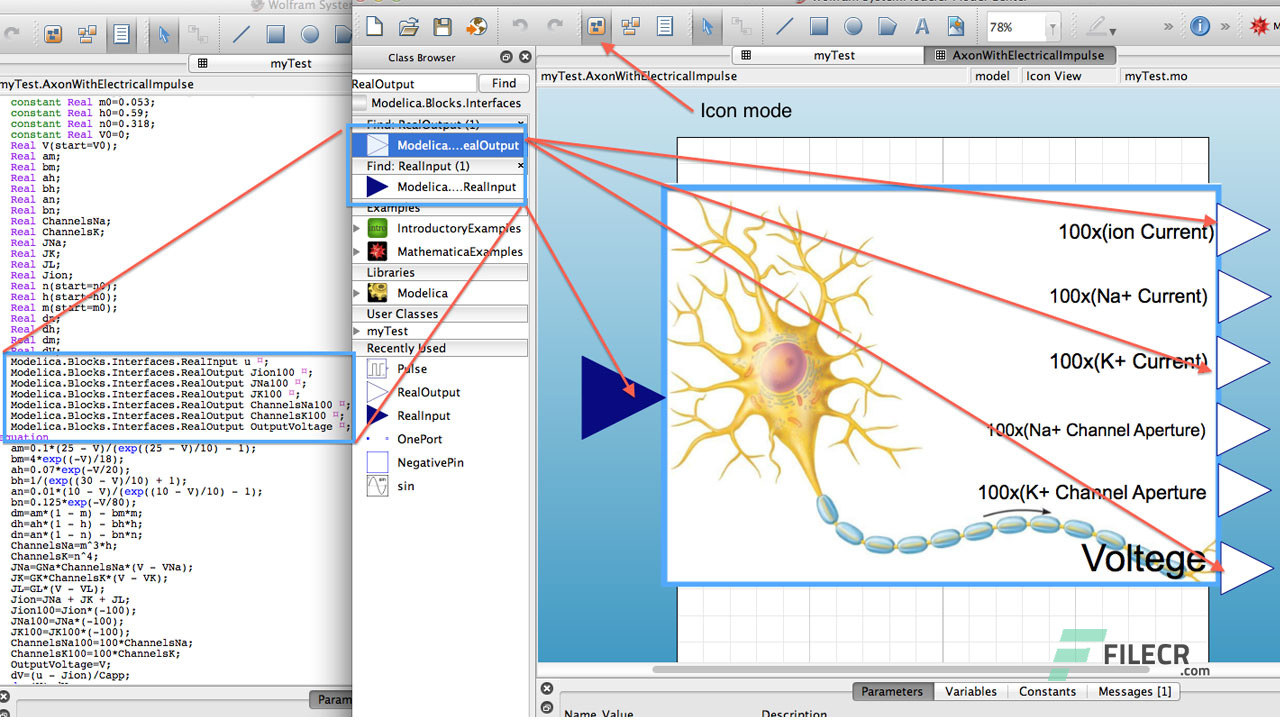 Wolfram Syste
myTest
myTest.AxonWithElectricalImpulse
constant Real m0=0.053;
constant Real h0=0.59;
constant Real n0=0.318;
constant Real V0=0;
Real V(start=V0);
Real am;
Real bm;
Real ah;
Real bh;
Real an;
Real bn;
Real ChannelsNa;
Real ChannelsK;
Real JNa;
Real JK;
Real JL;
Real Jion;
Real n(start=n0);
Real h(start=h0);
Real m(start=m0);
Real dn;
Real dh;
Real dm;
Real dV;
Modelica.Blocks.Interfaces.RealInput u ¤;
Modelica.Blocks.Interfaces.RealOutput Jion100 ¤;
Modelica.Blocks.Interfaces.RealOutput JNa100 ¤;
Modelica.Blocks.Interfaces.RealOutput JK100 ¤;
Modelica.Blocks.Interfaces.RealOutput ChannelsNa100 ¤;
Modelica.Blocks.Interfaces.RealOutput ChannelsK100 ¤;
Modelica.Blocks.Interfaces.RealOutput OutputVoltage ¤;
equation
am=0.1*(25 - V)/(exp((25 - V)/10) - 1);
bm=4*exp((-V)/18);
ah=0.07*exp(-V/20);
bh=1/(exp((30 - V)/10) + 1);
an=0.01*(10 - V)/(exp((10 - V)/10) - 1);
bn=0.125*exp(-V/80);
dm=am*(1 - m) - bm*m;
dh=ah*(1 - h) - bh*h;
dn=an*(1 - n) - bn*n;
ChannelsNa=m^3*h;
ChannelsK=n^4;
JNa=GNa*ChannelsNa*(V - VNa);
JK=GK*ChannelsK*(V - VK);
JL=GL*(V - VL);
Jion=JNa + JK + JL;
Jion100=Jion*(-100);
JNa100=JNa*(-100);
JK100=JK100*(-100);
ChannelsNa100=100*ChannelsNa;
ChannelsK100=100*ChannelsK;
OutputVoltage=V;
dV=(u - Jion)/Capp;
Param
78%
Class Browser
RealOutput
Find
Modelica.Blocks.Interfaces
Find: RealOutput (1)
Modelica....ealOutput
Find: RealInput (1)
Modelica....RealInput
Examples
IntroductoryExamples
MathematicaExamples
Libraries
Modelica
User Classes
myTest
Recently Used
Pulse
RealOutput
RealInput
OnePort
NegativePin
sin
myTest
AxonWithElectricalImpulse
myTest.AxonWithElectricalImpulse
model
Icon View
myTest.mo
Icon mode
100x(ion Current)
100x(Na+ Current)
100x(K+ Current)
100x(Na+ Channel Aperture)
100x(K+ Channel Aperture
Voltege
FILECR
.com
Parameters
Variables
Constants
Messages [1]
Name Value
Description